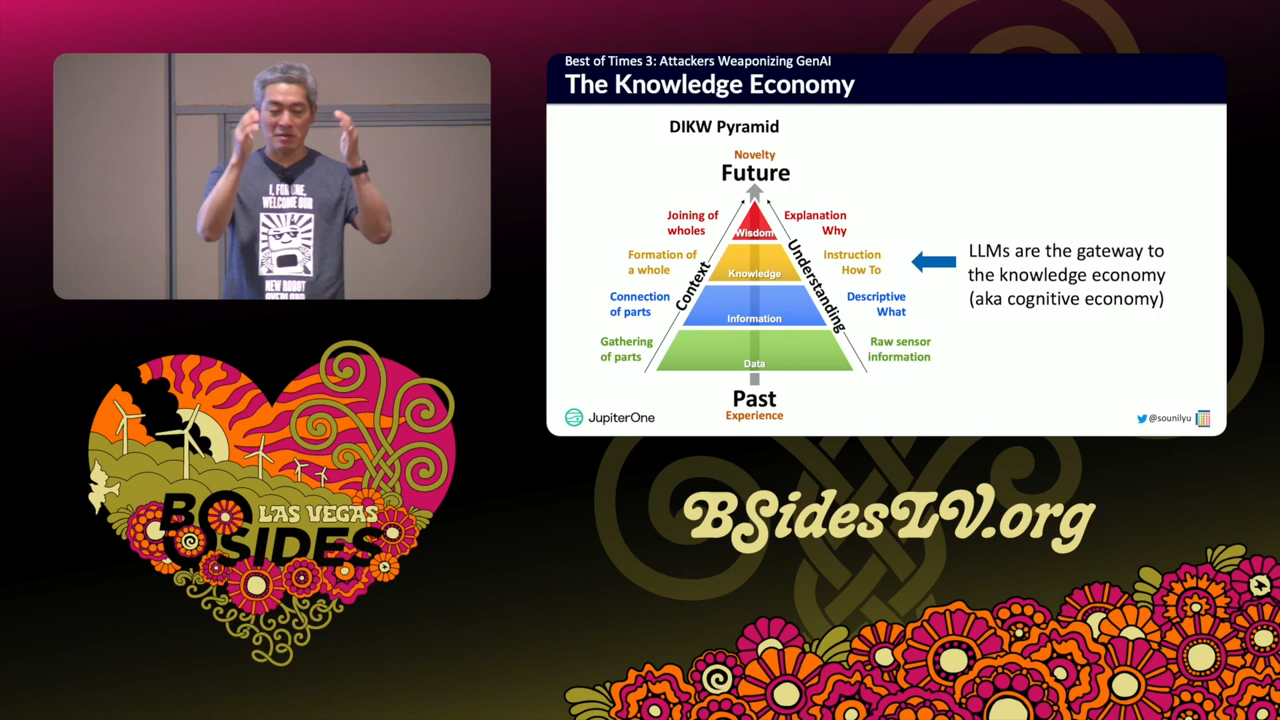 I, FOR ONE,
WELCOME OUR
NEW ROBOT
OVERLORD
Best of Times 3: Attackers Weaponizing GenAI
The Knowledge Economy
DIKW Pyramid
Novelty
Future
Joining of
wholes
Explanation
Why
Wisdom
Formation of
a whole
Instruction
How To
Knowledge
Context
Understanding
Connection
of parts
Descriptive
What
Information
Gathering
of parts
Raw sensor
information
Data
Past
Experience
LLMs are the gateway to
the knowledge economy
(aka cognitive economy)
JupiterOne
@sounilyu
LAS VEGAS
BSIDES
BSidesLV.org